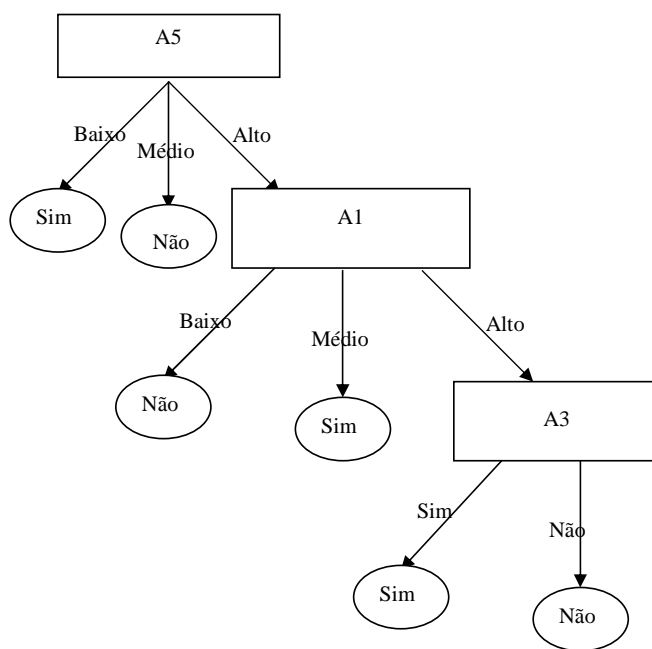 A5
Baixo
Médio
Alto
Sim
Não
A1
Baixo
Médio
Alto
Não
Sim
A3
Sim
Não
Sim
Não